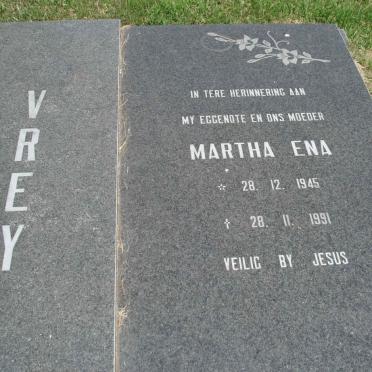 VREY
IN TERE HERINNERING AAN
MY EGGENOTE EN ONS MOEDER
MARTHA ENA
* 28. 12. 1945
† 28. 11. 1991
VEILIG BY JESUS